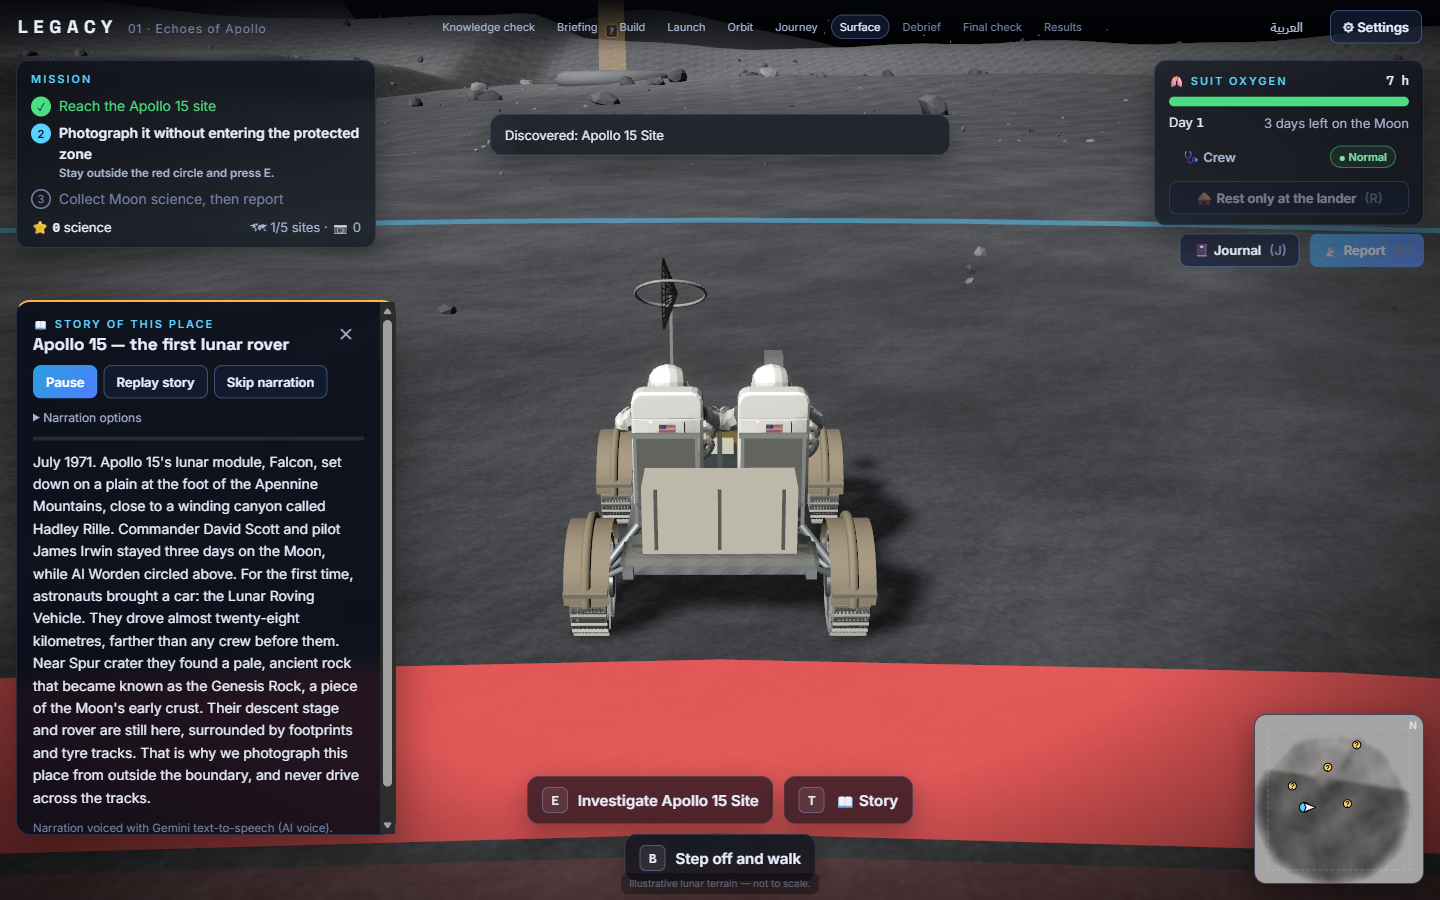 LEGACY 01 · Echoes of Apollo
Knowledge check Briefing Build Launch Orbit Journey Surface Debrief Final check Results
العربية
⚙ Settings
MISSION
✓ Reach the Apollo 15 site
2 Photograph it without entering the protected
zone
Stay outside the red circle and press E.
3 Collect Moon science, then report
0 science
1/5 sites · 0
Discovered: Apollo 15 Site
SUIT OXYGEN 7 h
Day 1 3 days left on the Moon
Crew • Normal
Rest only at the lander (R)
Journal (J)
Report
STORY OF THIS PLACE
Apollo 15 — the first lunar rover
Pause Replay story Skip narration
Narration options
July 1971. Apollo 15's lunar module, Falcon, set
down on a plain at the foot of the Apennine
Mountains, close to a winding canyon called
Hadley Rille. Commander David Scott and pilot
James Irwin stayed three days on the Moon,
while Al Worden circled above. For the first time,
astronauts brought a car: the Lunar Roving
Vehicle. They drove almost twenty-eight
kilometres, farther than any crew before them.
Near Spur crater they found a pale, ancient rock
that became known as the Genesis Rock, a piece
of the Moon's early crust. Their descent stage
and rover are still here, surrounded by footprints
and tyre tracks. That is why we photograph this
place from outside the boundary, and never drive
across the tracks.
Narration voiced with Gemini text-to-speech (AI voice).
E Investigate Apollo 15 Site
T Story
B Step off and walk
Illustrative lunar terrain — not to scale.
N